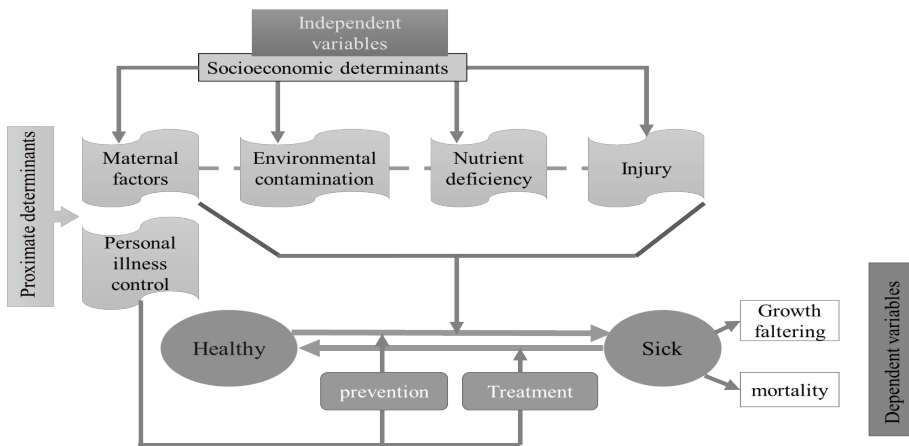 Independent
variables
Socioeconomic determinants
Proximate determinants
Maternal
factors
Environmental
contamination
Nutrient
deficiency
Injury
Personal
illness
control
Healthy
Sick
Growth
faltering
mortality
prevention
Treatment
Dependent variables